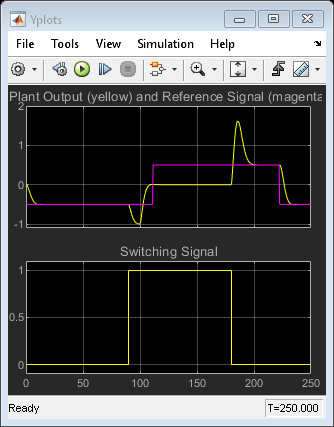 Yplots
File Tools View Simulation Help
Plant Output (yellow) and Reference Signal (magenta
2
1
0
-1
Switching Signal
1
0.5
0
0 50 100 150 200 250
Ready T=250.000